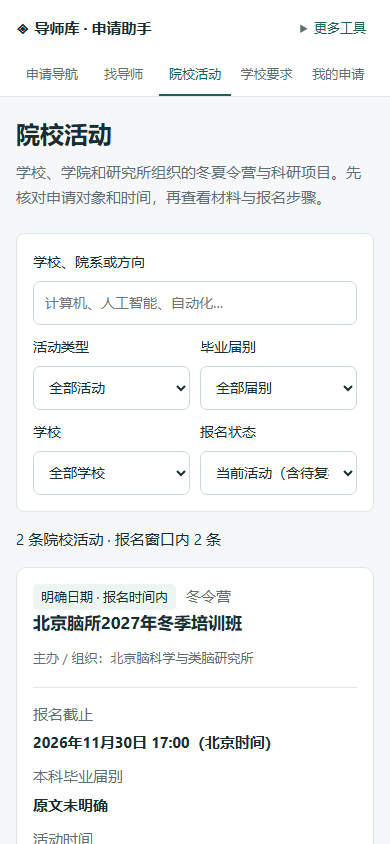 ◈ 导师库 · 申请助手
▶ 更多工具
申请导航 找导师 院校活动 学校要求 我的申请
院校活动
学校、学院和研究所组织的冬夏令营与科研项目。先
核对申请对象和时间，再查看材料与报名步骤。
学校、院系或方向
计算机、人工智能、自动化...
活动类型 毕业届别
全部活动 全部届别
学校 报名状态
全部学校 当前活动（含待复
2 条院校活动 · 报名窗口内 2 条
明确日期 · 报名时间内 冬令营
北京脑所2027年冬季培训班
主办 / 组织：北京脑科学与类脑研究所
报名截止
2026年11月30日 17:00（北京时间）
本科毕业届别
原文未明确
活动时间